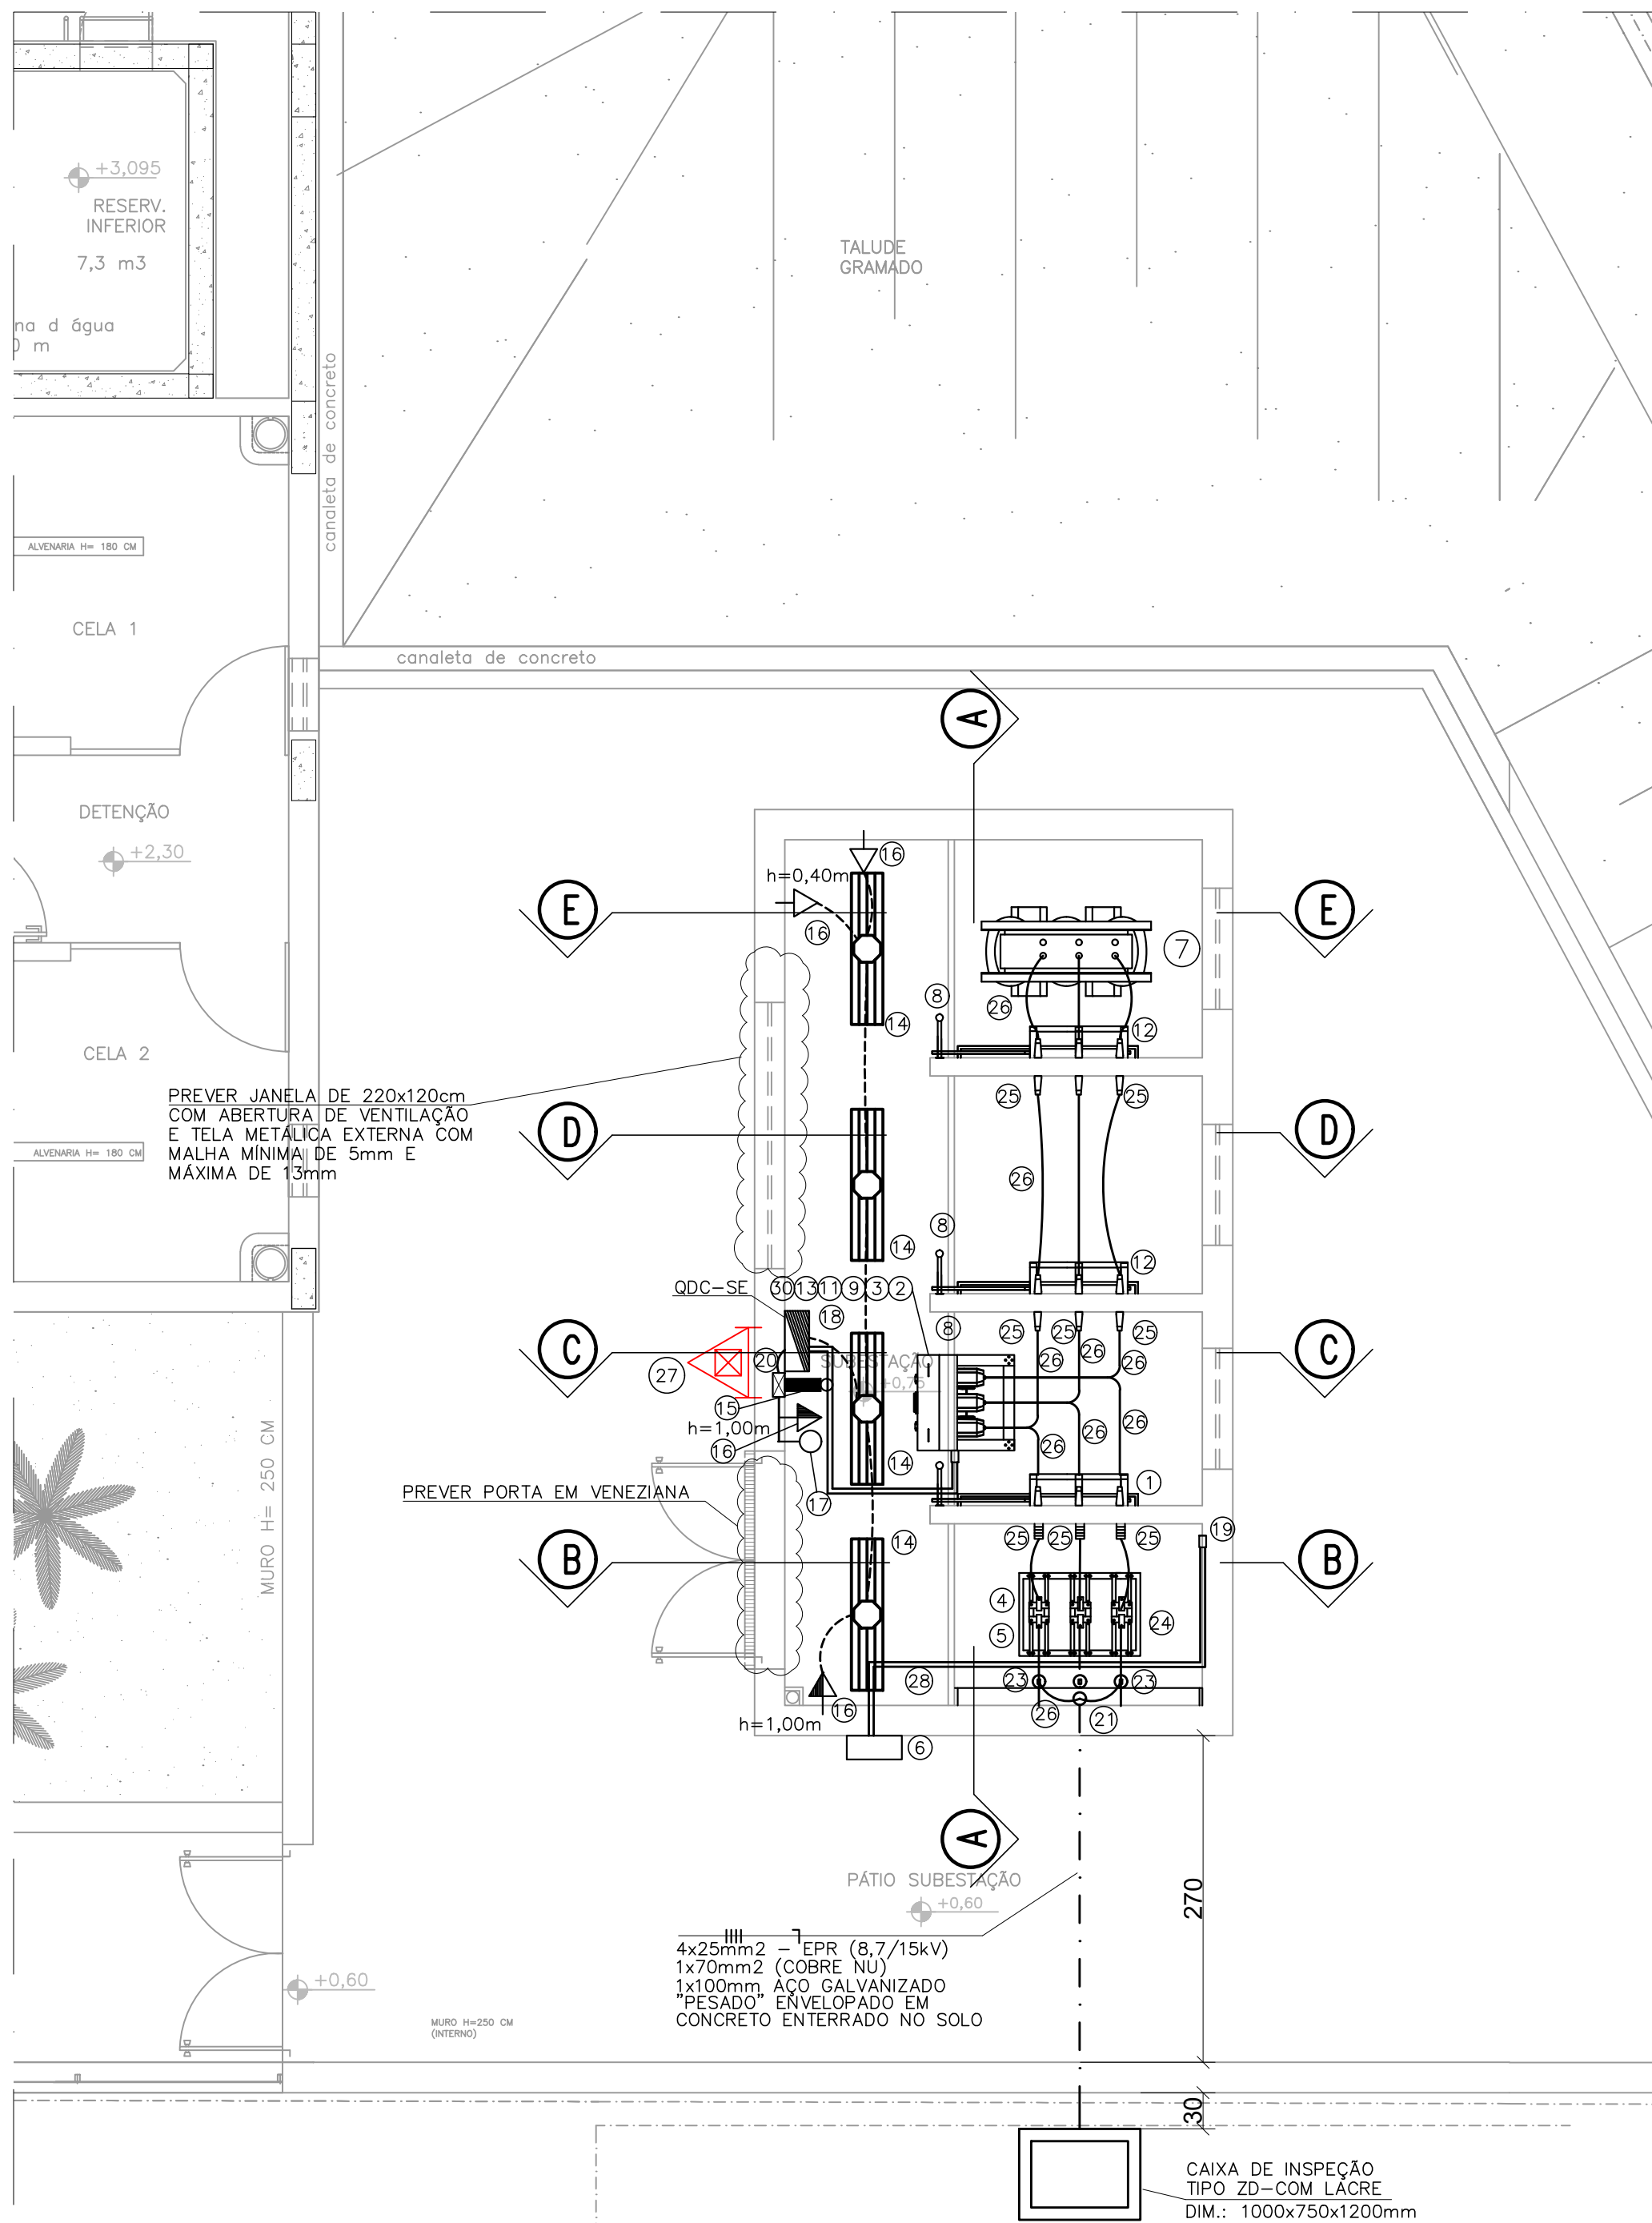 +3,095
RESERV.
INFERIOR
7,3 m3
na d água
0 m
TALUDE
GRAMADO
canaleta de concreto
ALVENARIA H= 180 CM
CELA 1
canaleta de concreto
A
DETENÇÃO
+2,30
16
h=0,40m
E
E
16
7
8
26
14
12
CELA 2
PREVER JANELA DE 220x120cm
COM ABERTURA DE VENTILAÇÃO
E TELA METÁLICA EXTERNA COM
MALHA MÍNIMA DE 5mm E
MÁXIMA DE 13mm
25
25
D
D
ALVENARIA H= 180 CM
26
8
14
12
QDC-SE
30
13
11
9
3
2
18
8
25
25
25
C
C
20
SUBESTAÇÃO
+0,75
26
26
26
27
15
h=1,00m
16
26
26
26
14
1
PREVER PORTA EM VENEZIANA
17
MURO H= 250 CM
14
25
25
25
19
B
B
4
24
5
28
23
23
16
26
21
h=1,00m
6
A
PÁTIO SUBESTAÇÃO
+0,60
270
4x25mm2 - EPR (8,7/15kV)
1x70mm2 (COBRE NU)
1x100mm AÇO GALVANIZADO
"PESADO" ENVELOPADO EM
CONCRETO ENTERRADO NO SOLO
+0,60
MURO H=250 CM
(INTERNO)
30
CAIXA DE INSPEÇÃO
TIPO ZD-COM LACRE
DIM.: 1000x750x1200mm